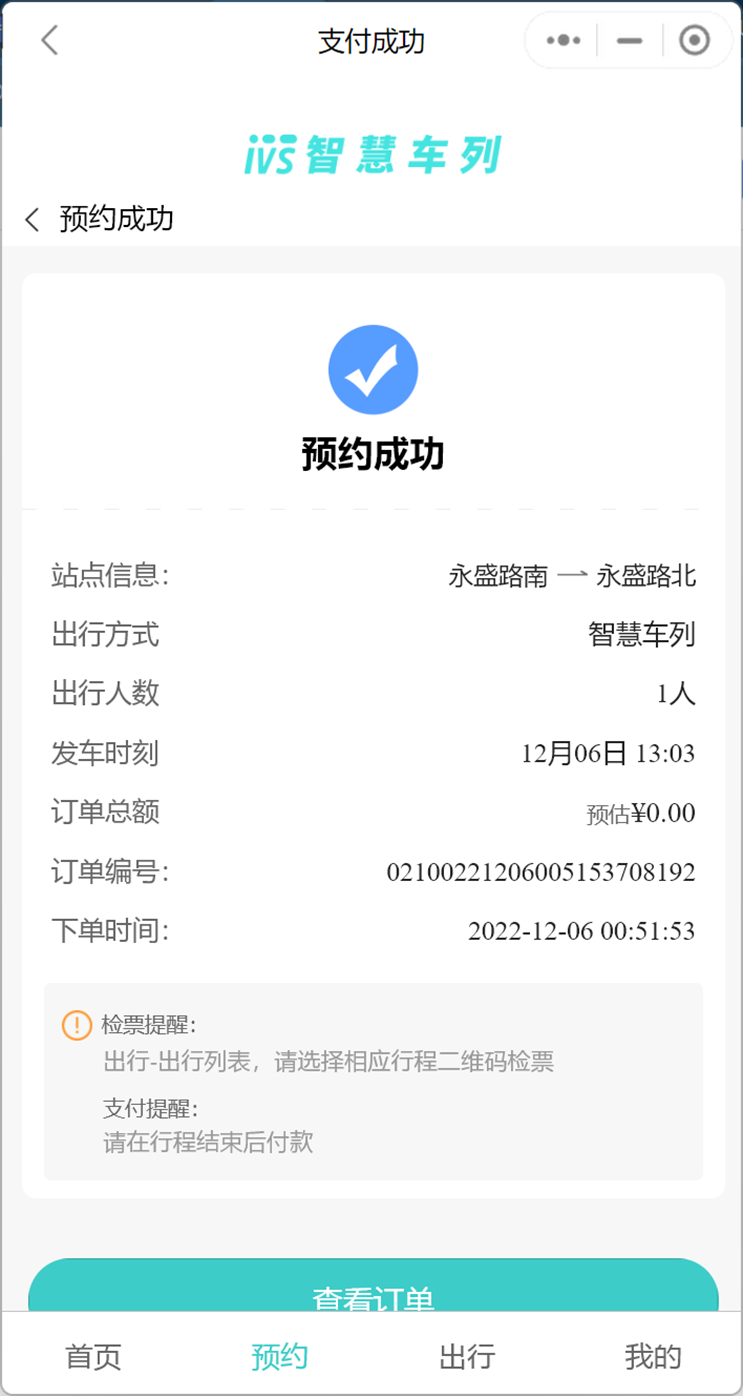 支付成功
iVS智慧车列
预约成功
预约成功
站点信息： 永盛路南 → 永盛路北
出行方式 智慧车列
出行人数 1人
发车时刻 12月06日 13:03
订单总额 预估¥0.00
订单编号： 02100221206005153708192
下单时间： 2022-12-06 00:51:53
检票提醒：
出行-出行列表，请选择相应行程二维码检票
支付提醒：
请在行程结束后付款
查看订单
首页 预约 出行 我的